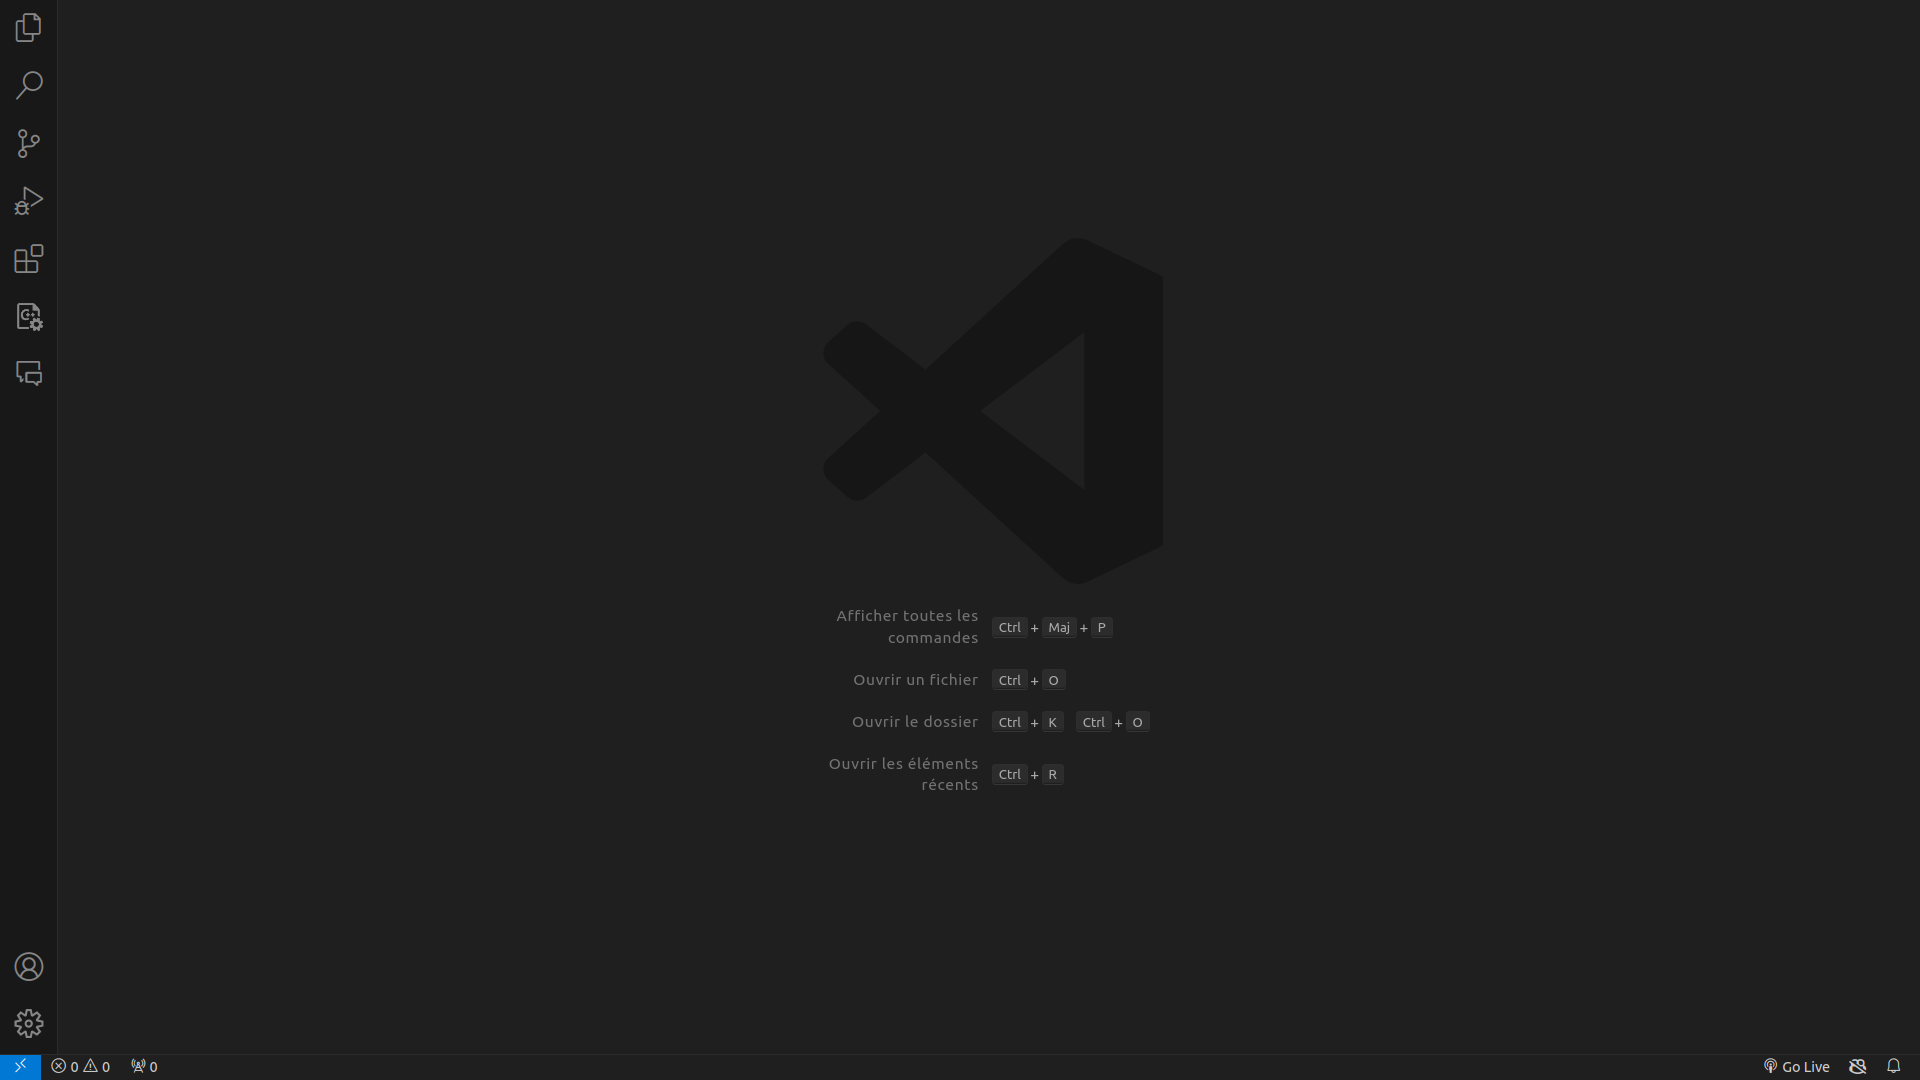 Afficher toutes les
commandes
Ctrl + Maj + P
Ouvrir un fichier
Ctrl + O
Ouvrir le dossier
Ctrl + K Ctrl + O
Ouvrir les éléments
récents
Ctrl + R
0 0 0
Go Live